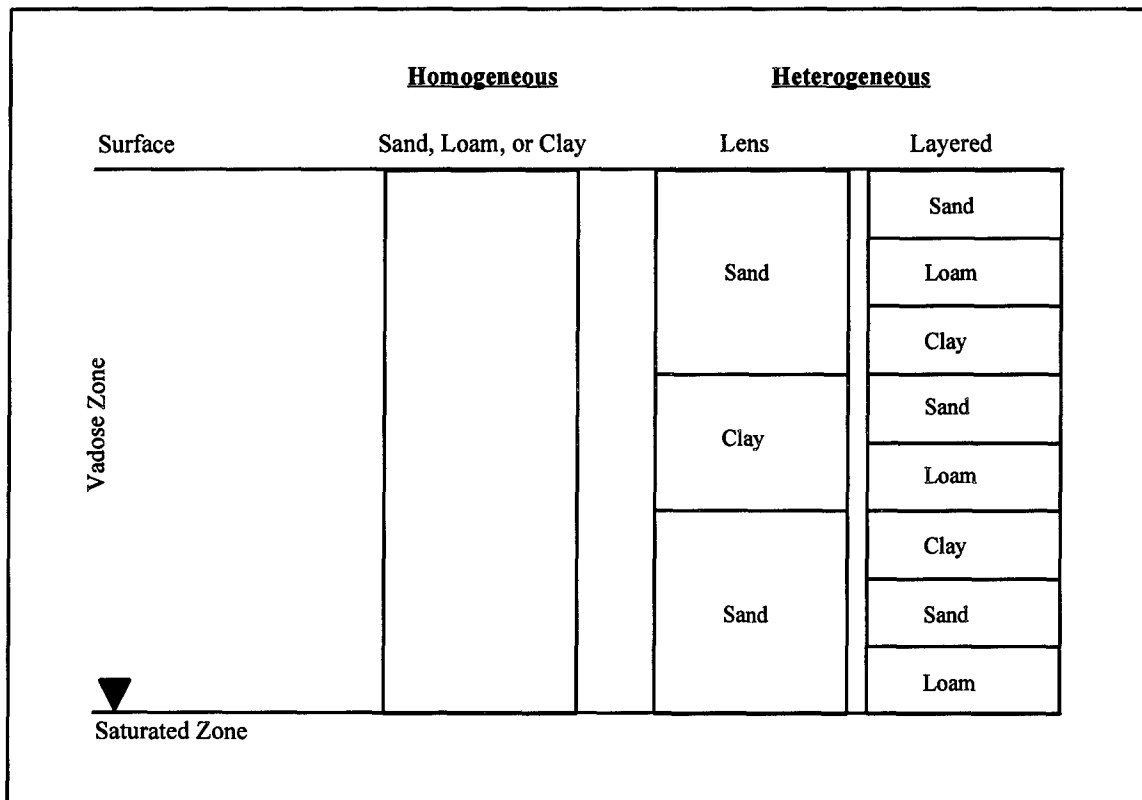 Homogeneous Heterogeneous
Surface Sand, Loam, or Clay Lens Layered
Vadose Zone
Sand
Clay
Sand
Sand
Loam
Clay
Sand
Loam
Clay
Sand
Loam
Saturated Zone